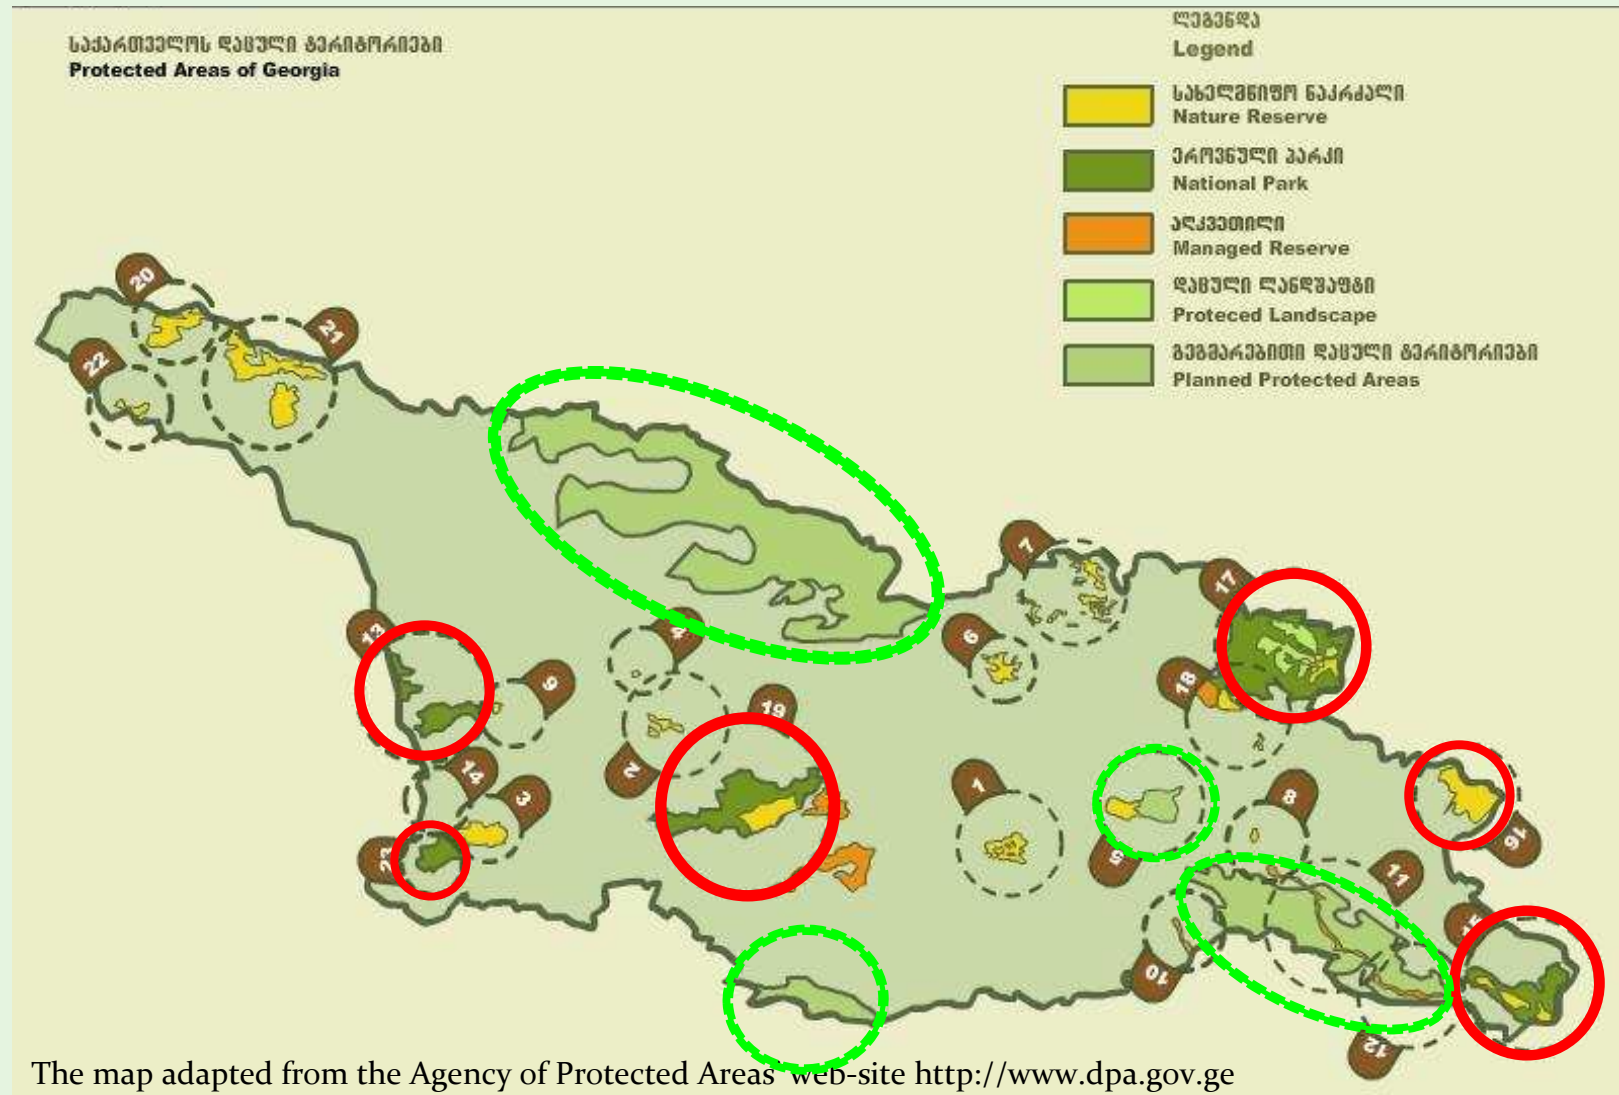 საქართველოს დაცული ტერიტორიები
Protected Areas of Georgia
ლეგენდა
Legend
სახელმწიფო ნაკრძალი
Nature Reserve
ეროვნული პარკი
National Park
აღკვეთილი
Managed Reserve
დაცული ლანდშაფტი
Proteced Landscape
გეგმარებითი დაცული ტერიტორიები
Planned Protected Areas
20
21
22
7
17
13
4
6
9
18
19
2
14
3
1
8
5
16
23
11
15
10
12
The map adapted from the Agency of Protected Areas' web-site http://www.dpa.gov.ge